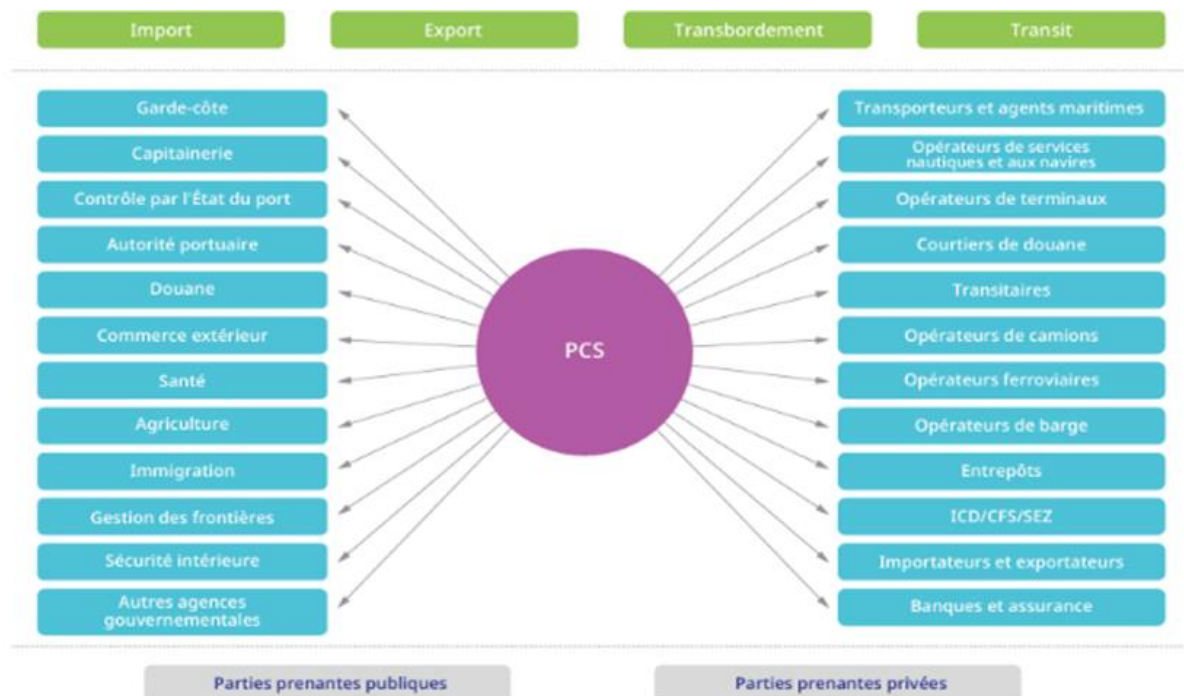 Import
Export
Transbordement
Transit
Garde-côte
Capitainerie
Contrôle par l'État du port
Autorité portuaire
Douane
Commerce extérieur
Santé
Agriculture
Immigration
Gestion des frontières
Sécurité intérieure
Autres agences
gouvernementales
PCS
Transporteurs et agents maritimes
Opérateurs de services
nautiques et aux navires
Opérateurs de terminaux
Courtiers de douane
Transitaires
Opérateurs de camions
Opérateurs ferroviaires
Opérateurs de barge
Entrepôts
ICD/CFS/SEZ
Importateurs et exportateurs
Banques et assurance
Parties prenantes publiques
Parties prenantes privées